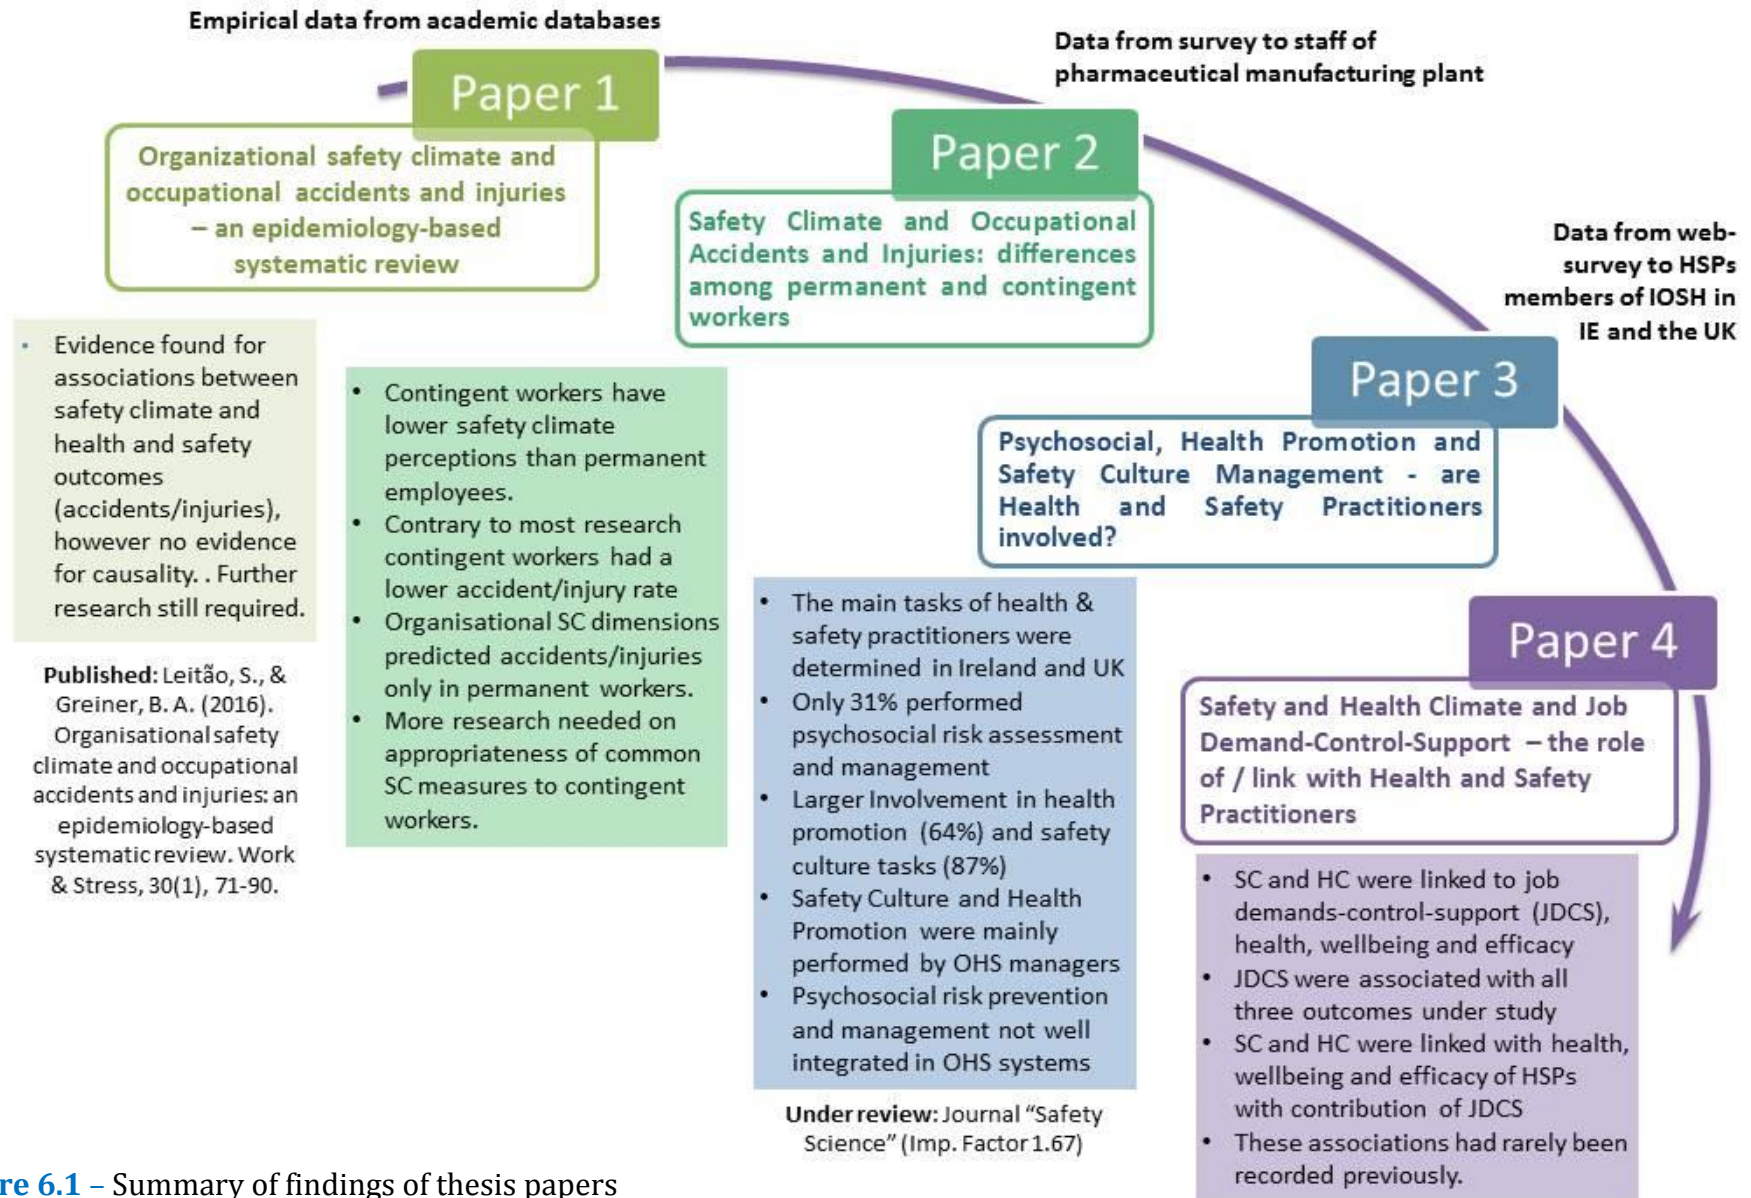 Empirical data from academic databases
Paper 1
Organizational safety climate and
occupational accidents and injuries
– an epidemiology-based
systematic review
• Evidence found for
associations between
safety climate and
health and safety
outcomes
(accidents/injuries),
however no evidence
for causality. . Further
research still required.
Published: Leitão, S., &
Greiner, B. A. (2016).
Organisational safety
climate and occupational
accidents and injuries: an
epidemiology-based
systematic review. Work
& Stress, 30(1), 71-90.
Data from survey to staff of
pharmaceutical manufacturing plant
Paper 2
Safety Climate and Occupational
Accidents and Injuries: differences
among permanent and contingent
workers
• Contingent workers have
lower safety climate
perceptions than permanent
employees.
• Contrary to most research
contingent workers had a
lower accident/injury rate
• Organisational SC dimensions
predicted accidents/injuries
only in permanent workers.
• More research needed on
appropriateness of common
SC measures to contingent
workers.
Data from web-
survey to HSPs
members of IOSH in
IE and the UK
Paper 3
Psychosocial, Health Promotion and
Safety Culture Management - are
Health and Safety Practitioners
involved?
• The main tasks of health &
safety practitioners were
determined in Ireland and UK
• Only 31% performed
psychosocial risk assessment
and management
• Larger Involvement in health
promotion (64%) and safety
culture tasks (87%)
• Safety Culture and Health
Promotion were mainly
performed by OHS managers
• Psychosocial risk prevention
and management not well
integrated in OHS systems
Under review: Journal “Safety
Science” (Imp. Factor 1.67)
Paper 4
Safety and Health Climate and Job
Demand-Control-Support – the role
of / link with Health and Safety
Practitioners
• SC and HC were linked to job
demands-control-support (JDCS),
health, wellbeing and efficacy
• JDCS were associated with all
three outcomes under study
• SC and HC were linked with health,
wellbeing and efficacy of HSPs
with contribution of JDCS
• These associations had rarely been
recorded previously.
re 6.1 – Summary of findings of thesis papers